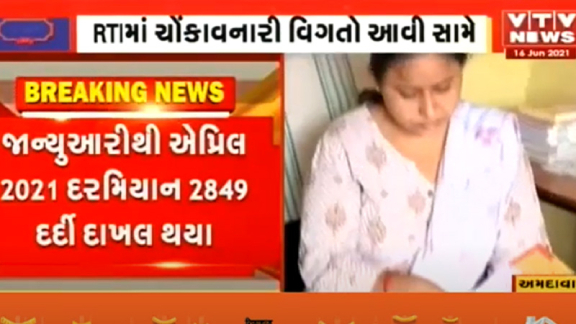 RTIમાં ચોંકાવનારી વિગતો આવી સામે
VTV
NEWS
16 Jun 2021
BREAKING NEWS
જાન્યુઆરીથી એપ્રિલ
2021 દરમિયાન 2849
દર્દી દાખલ થયા
અમદાવા